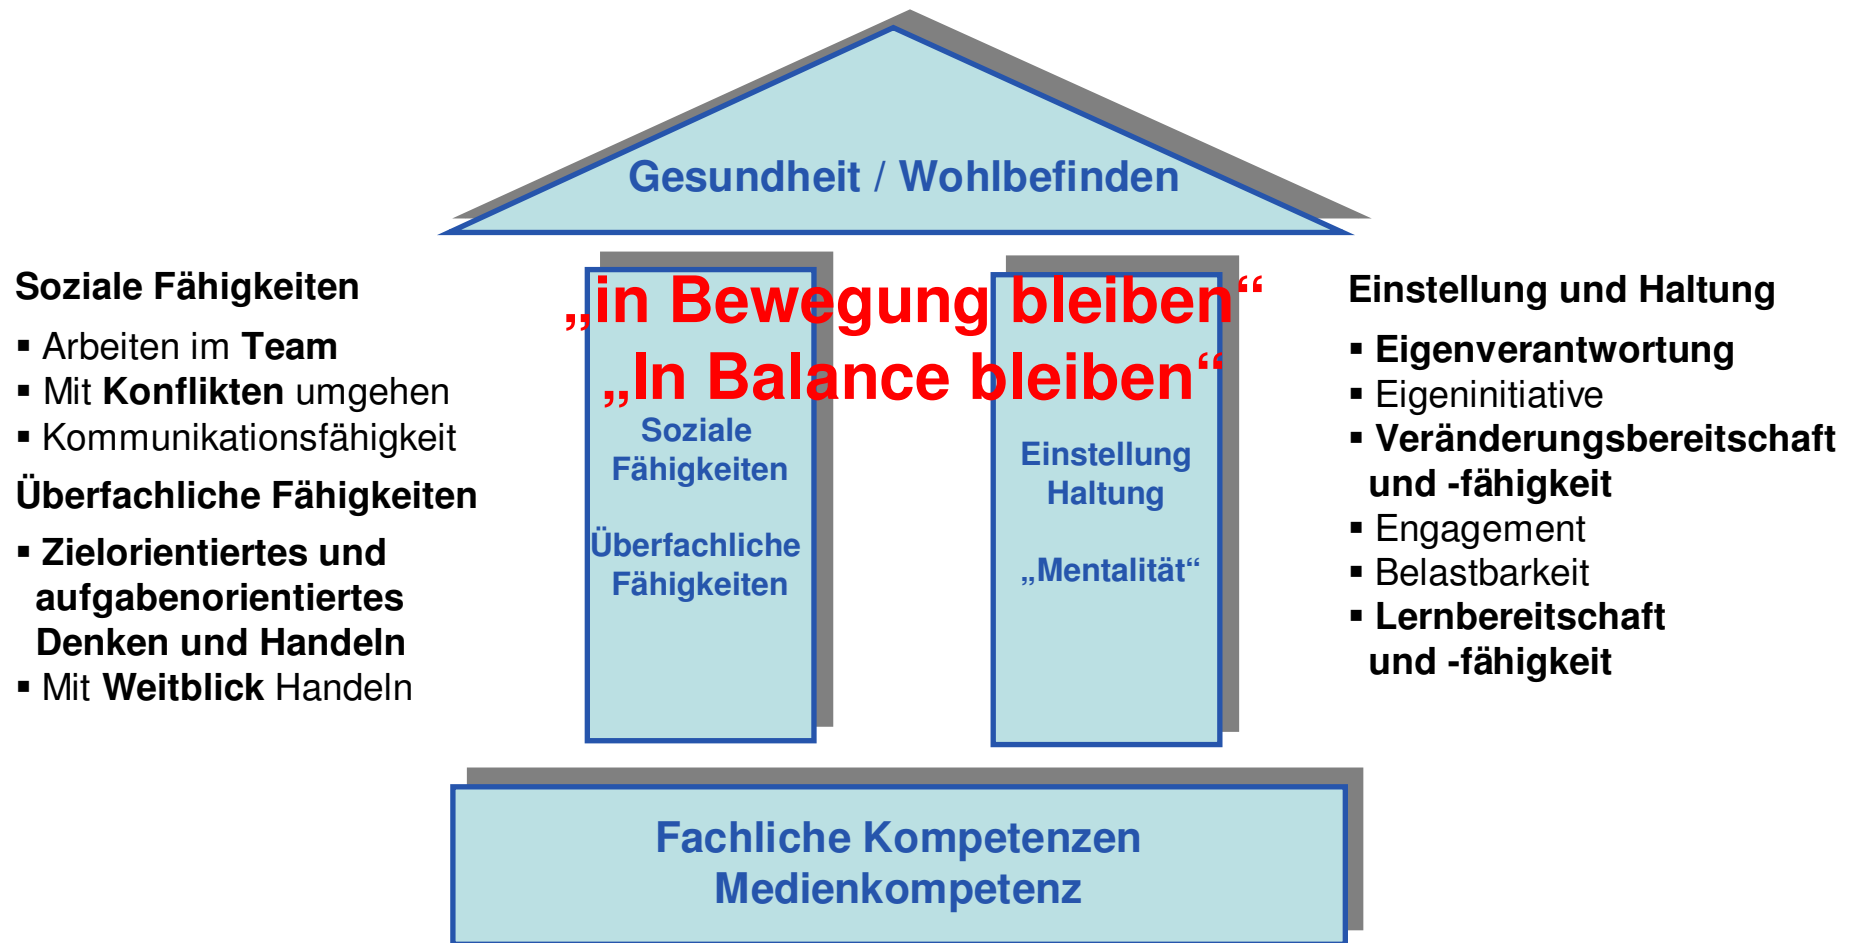 Gesundheit / Wohlbefinden
„in Bewegung bleiben“
„In Balance bleiben“
Soziale Fähigkeiten
▪ Arbeiten im Team
▪ Mit Konflikten umgehen
▪ Kommunikationsfähigkeit
Überfachliche Fähigkeiten
▪ Zielorientiertes und
aufgabenorientiertes
Denken und Handeln
▪ Mit Weitblick Handeln
Soziale
Fähigkeiten
Überfachliche
Fähigkeiten
Einstellung
Haltung
„Mentalität“
Einstellung und Haltung
▪ Eigenverantwortung
▪ Eigeninitiative
▪ Veränderungsbereitschaft
und -fähigkeit
▪ Engagement
▪ Belastbarkeit
▪ Lernbereitschaft
und -fähigkeit
Fachliche Kompetenzen
Medienkompetenz